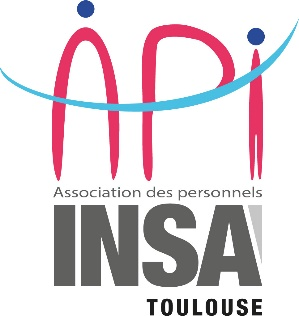 APi
Association des personnels
INSA
TOULOUSE